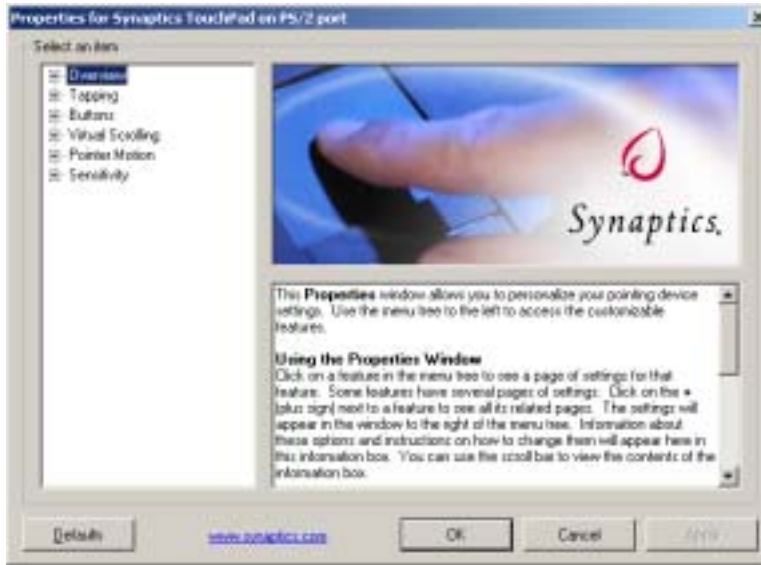 Properties for Synaptics TouchPad on PS/2 port
Select an item
Overview
Tapping
Buttons
Virtual Scrolling
Pointer Motion
Sensitivity
Synaptics.
This Properties window allows you to personalize your pointing device
settings. Use the menu tree to the left to access the customizable
features.
Using the Properties Window
Click on a feature in the menu tree to see a page of settings for that
feature. Some features have several pages of settings. Click on the +
(plus sign) next to a feature to see all its related pages. The settings will
appear in the window to the right of the menu tree. Information about
these options and instructions on how to change them will appear here in
this information box. You can use the scroll bar to view the contents of the
information box.
Defaults
www.synaptics.com
OK
Cancel
Apply